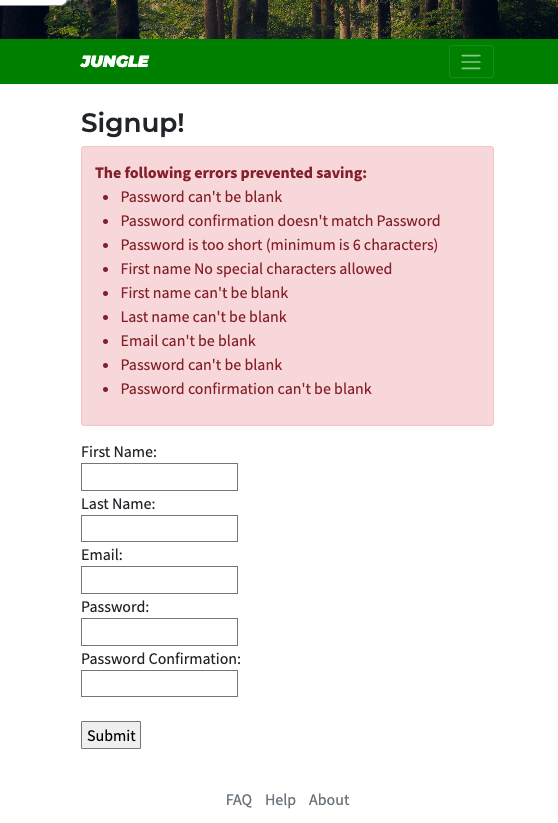 JUNGLE
Signup!
The following errors prevented saving:
Password can't be blank
Password confirmation doesn't match Password
Password is too short (minimum is 6 characters)
First name No special characters allowed
First name can't be blank
Last name can't be blank
Email can't be blank
Password can't be blank
Password confirmation can't be blank
First Name:
Last Name:
Email:
Password:
Password Confirmation:
Submit
FAQ Help About